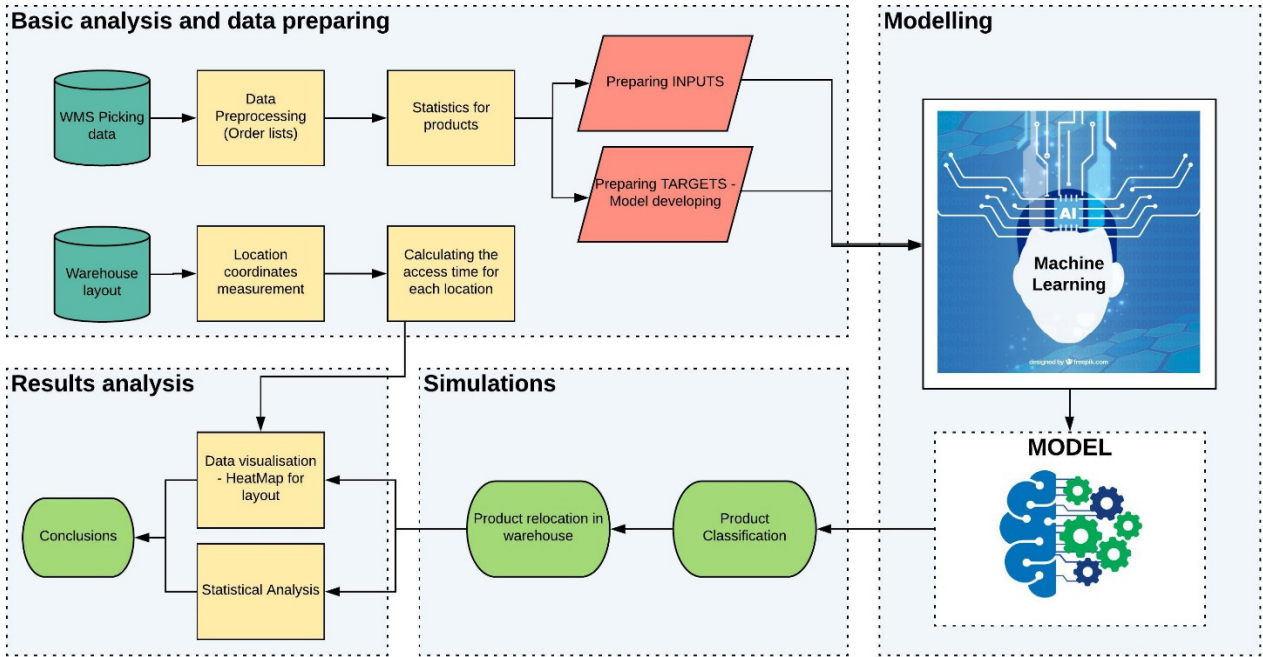 Basic analysis and data preparing
WMS Picking
data
Data
Preprocessing
(Order lists)
Statistics for
products
Preparing INPUTS
Preparing TARGETS -
Model developing
Warehouse
layout
Location
coordinates
measurement
Calculating the
access time for
each location
Modelling
AI
Machine
Learning
designed by freepik.com
MODEL
Simulations
Product
Classification
Product relocation in
warehouse
Results analysis
Data visualisation
- HeatMap for
layout
Statistical Analysis
Conclusions